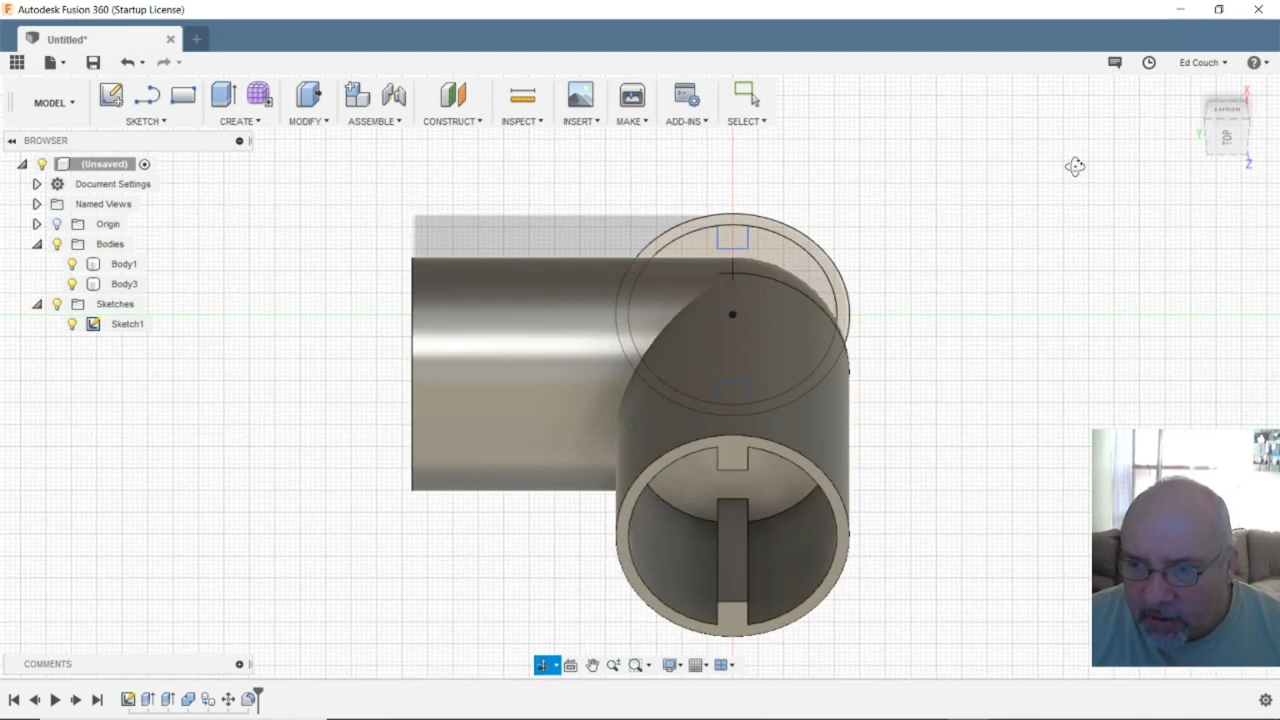 Autodesk Fusion 360 (Startup License)
Untitled*
Ed Couch
MODEL
SKETCH
CREATE
MODIFY
ASSEMBLE
CONSTRUCT
INSPECT
INSERT
MAKE
ADD-INS
SELECT
BROWSER
(Unsaved)
Document Settings
Named Views
Origin
Bodies
Body1
Body3
Sketches
Sketch1
X
Y
TOP
Z
COMMENTS